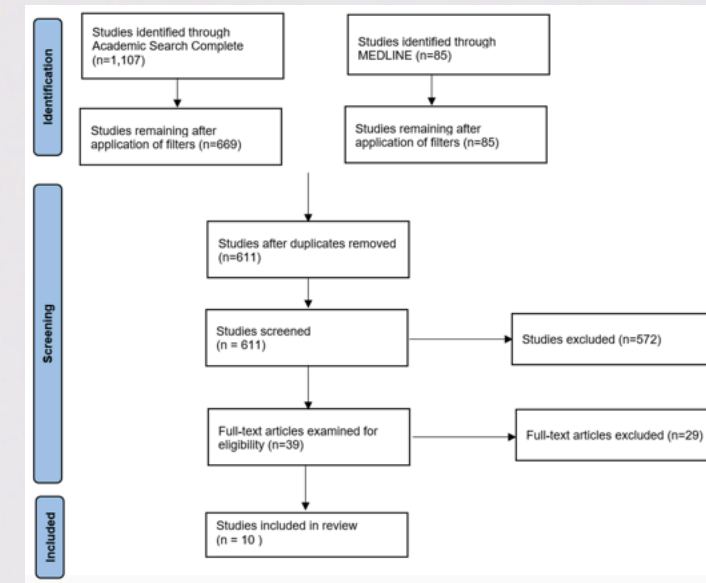 Identification
Studies identified through
Academic Search Complete
(n=1,107)
Studies identified through
MEDLINE (n=85)
Studies remaining after
application of filters (n=669)
Studies remaining after
application of filters (n=85)
Screening
Studies after duplicates removed
(n=611)
Studies screened
(n = 611)
Studies excluded (n=572)
Full-text articles examined for
eligibility (n=39)
Full-text articles excluded (n=29)
Included
Studies included in review
(n = 10 )